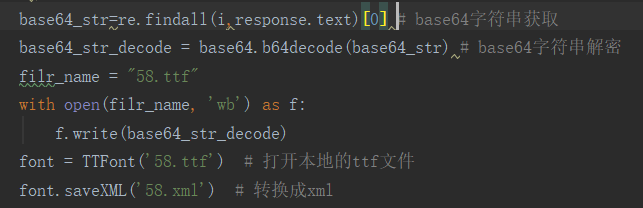 base64_str=re.findall(i,response.text)[0] # base64字符串获取
base64_str_decode = base64.b64decode(base64_str) # base64字符串解密
filr_name = "58.ttf"
with open(filr_name, 'wb') as f:
    f.write(base64_str_decode)
font = TTFont('58.ttf')  # 打开本地的ttf文件
font.saveXML('58.xml')  # 转换成xml